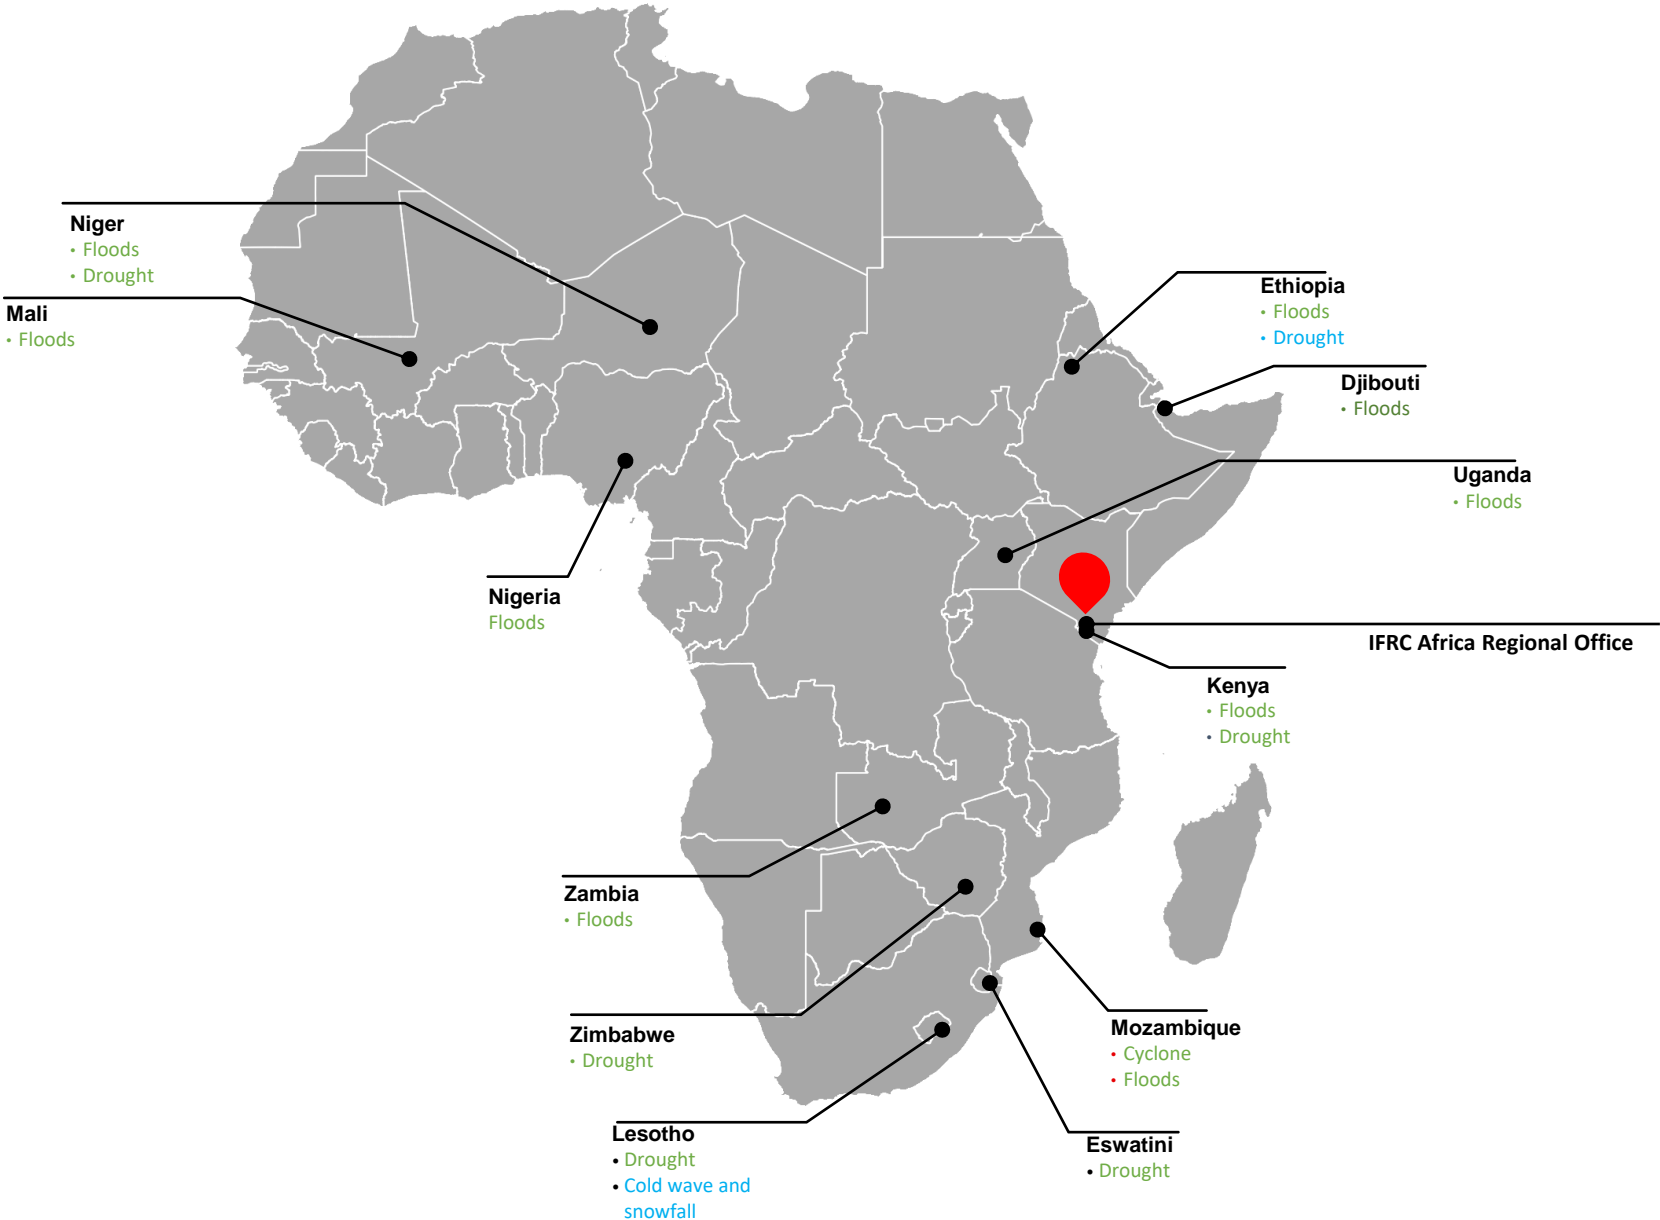 Niger
• Floods
• Drought
Mali
• Floods
Ethiopia
• Floods
• Drought
Djibouti
• Floods
Uganda
• Floods
Nigeria
Floods
IFRC Africa Regional Office
Kenya
• Floods
• Drought
Zambia
• Floods
Zimbabwe
• Drought
Mozambique
• Cyclone
• Floods
Lesotho
• Drought
• Cold wave and
snowfall
Eswatini
• Drought